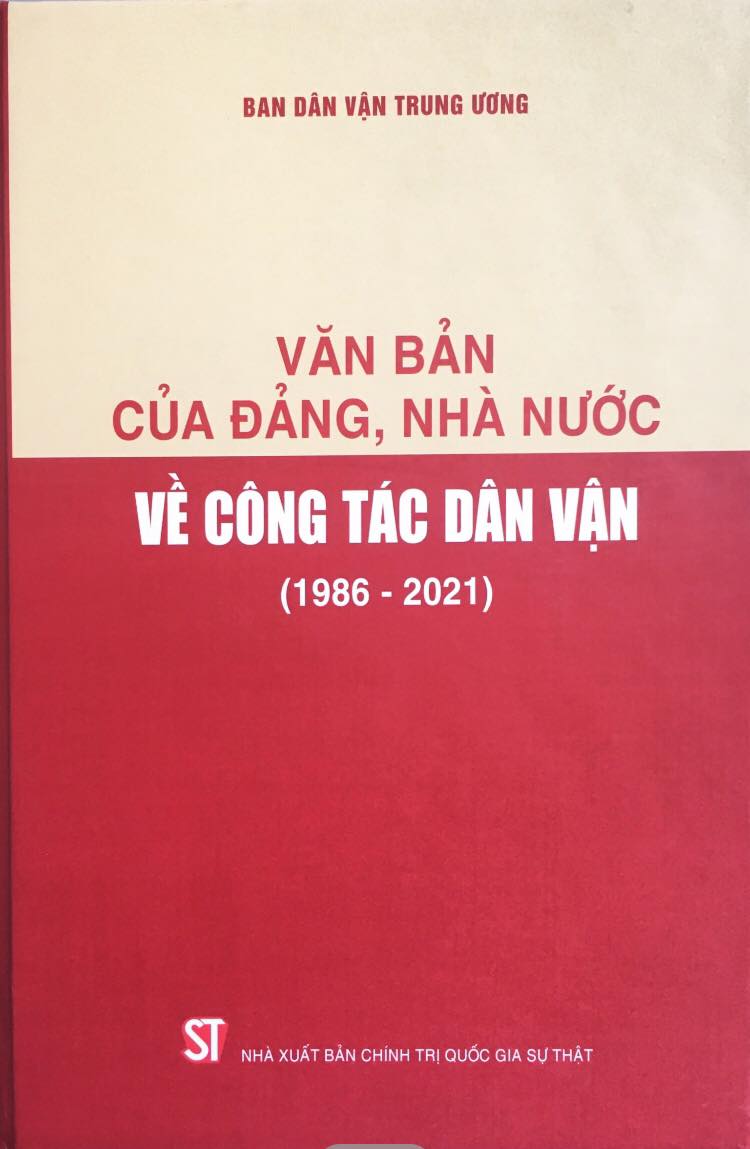 BAN DÂN VẬN TRUNG ƯƠNG
VĂN BẢN
CỦA ĐẢNG, NHÀ NƯỚC
VỀ CÔNG TÁC DÂN VẬN
(1986 - 2021)
ST NHÀ XUẤT BẢN CHÍNH TRỊ QUỐC GIA SỰ THẬT